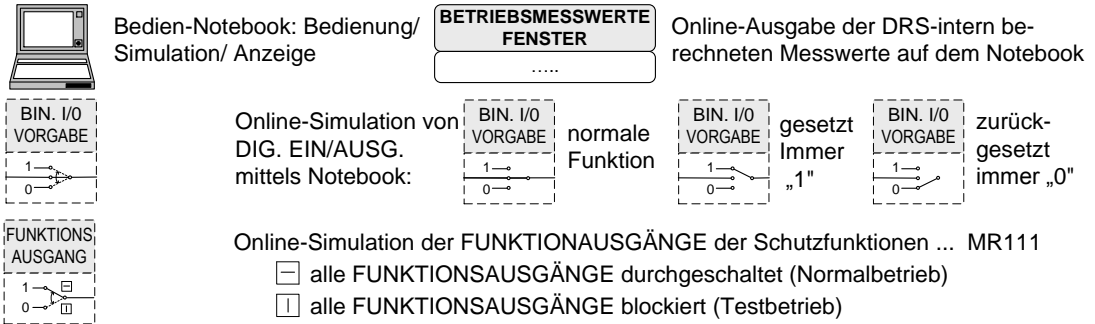 Bedien-Notebook: Bedienung/
Simulation/ Anzeige
BETRIEBSMESSWERTE
FENSTER
…..
Online-Ausgabe der DRS-intern be-
rechneten Messwerte auf dem Notebook
BIN. I/0
VORGABE
1
0
Online-Simulation von
DIG. EIN/AUSG.
mittels Notebook:
BIN. I/0
VORGABE
1
0
normale
Funktion
BIN. I/0
VORGABE
1
0
gesetzt
Immer
„1"
BIN. I/0
VORGABE
1
0
zurück-
gesetzt
immer „0"
FUNKTIONS
AUSGANG
1
0
Online-Simulation der FUNKTIONAUSGÄNGE der Schutzfunktionen ... MR111
alle FUNKTIONSAUSGÄNGE durchgeschaltet (Normalbetrieb)
alle FUNKTIONSAUSGÄNGE blockiert (Testbetrieb)